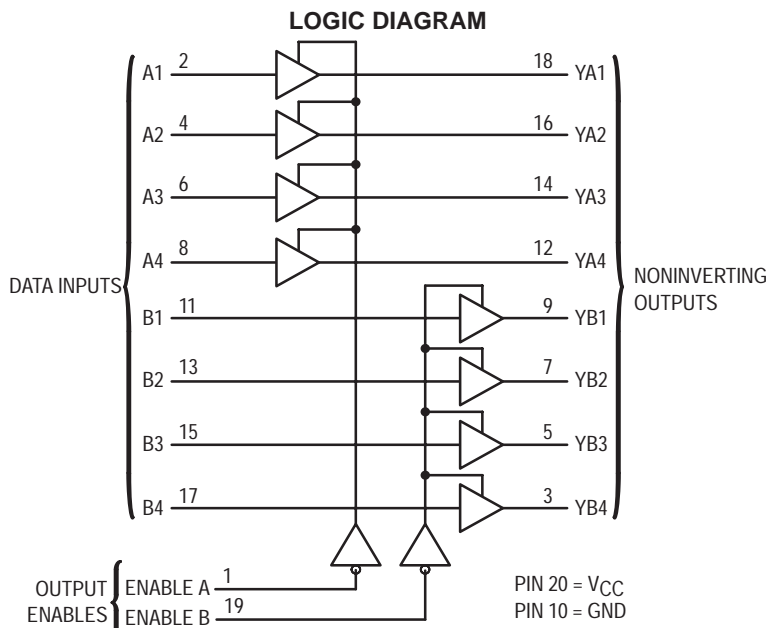 LOGIC DIAGRAM
A1 2 18 YA1
A2 4 16 YA2
A3 6 14 YA3
A4 8 12 YA4
DATA INPUTS
NONINVERTING
OUTPUTS
B1 11 9 YB1
B2 13 7 YB2
B3 15 5 YB3
B4 17 3 YB4
OUTPUT
ENABLES
ENABLE A 1
ENABLE B 19
PIN 20 = VCC
PIN 10 = GND